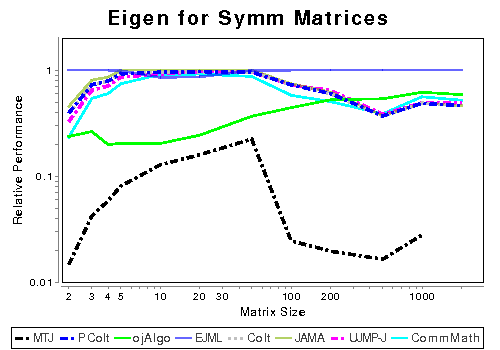 Eigen for Symm Matrices
Relative Performance
1
0.1
0.01
2 3 4 5 10 20 30 100 200 1000
Matrix Size
MTJ PColt ojAlgo EJML Colt JAMA UJMP-J CommMath